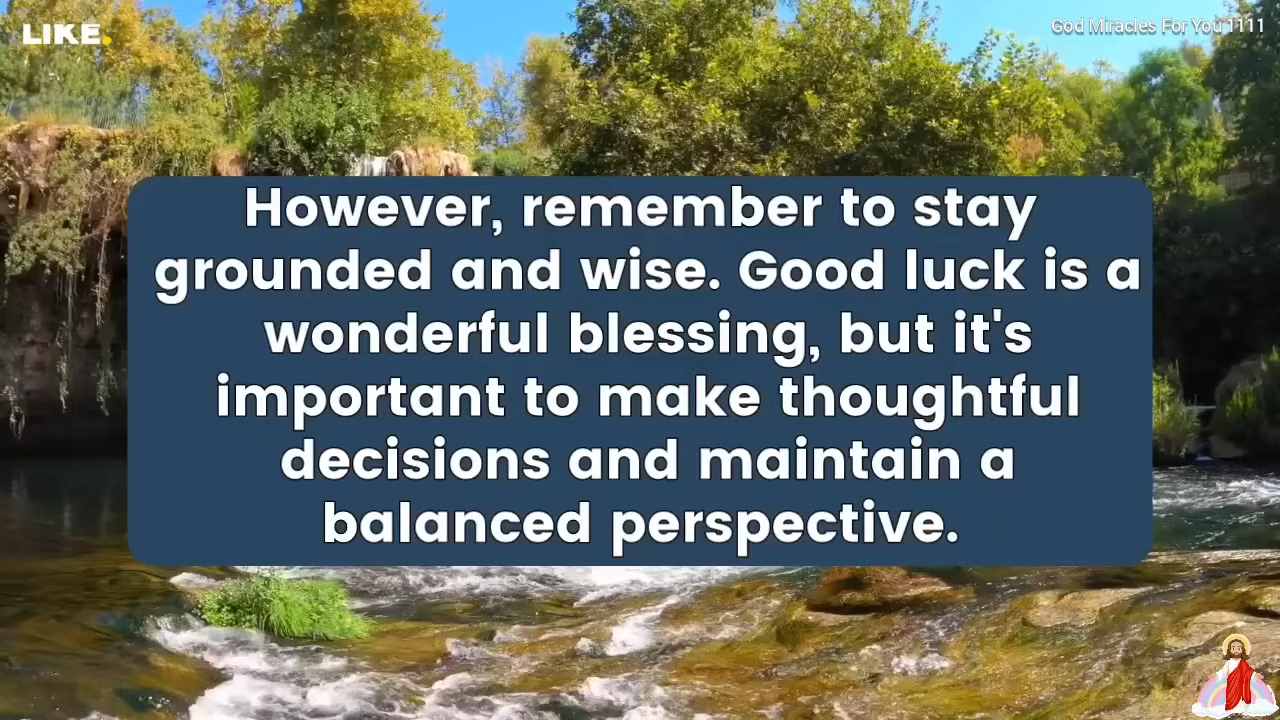 LIKE.
God Miracles For You 1111
However, remember to stay
grounded and wise. Good luck is a
wonderful blessing, but it's
important to make thoughtful
decisions and maintain a
balanced perspective.